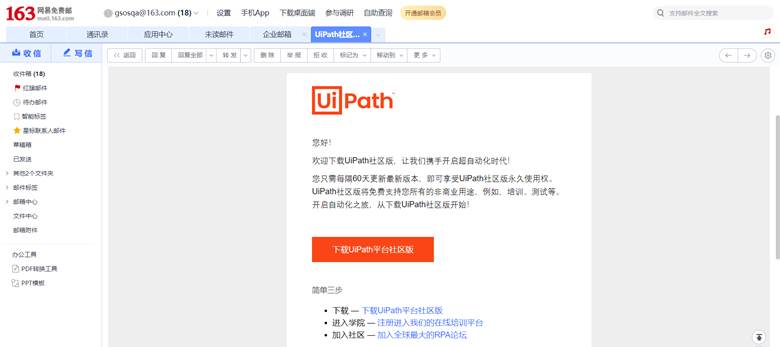 163 网易免费邮
mail.163.com
gsosqa@163.com (18) 设置 手机App 下载桌面端 参与调研 自助查询 开通邮箱会员 支持邮件全文搜索
首页 通讯录 应用中心 未读邮件 企业邮箱 × UiPath社区... ×
收信 写信 << 返回 回复 回复全部 转发 删除 举报 拒收 标记为 移动到 更多
收件箱 (18)
红旗邮件
待办邮件
智能标签
星标联系人邮件
草稿箱
已发送
其他2个文件夹
邮件标签
邮箱中心
文件中心
邮箱附件
办公工具
PDF转换工具
PPT模板
UiPath
您好!
欢迎下载UiPath社区版,让我们携手开启超自动化时代!
您只需每隔60天更新最新版本,即可享受UiPath社区版永久使用权。
UiPath社区版将免费支持您所有的非商业用途,例如,培训、测试等。
开启自动化之旅,从下载UiPath社区版开始!
下载UiPath平台社区版
简单三步
• 下载 — 下载UiPath平台社区版
• 进入学院 — 注册进入我们的在线培训平台
• 加入社区 — 加入全球最大的RPA论坛